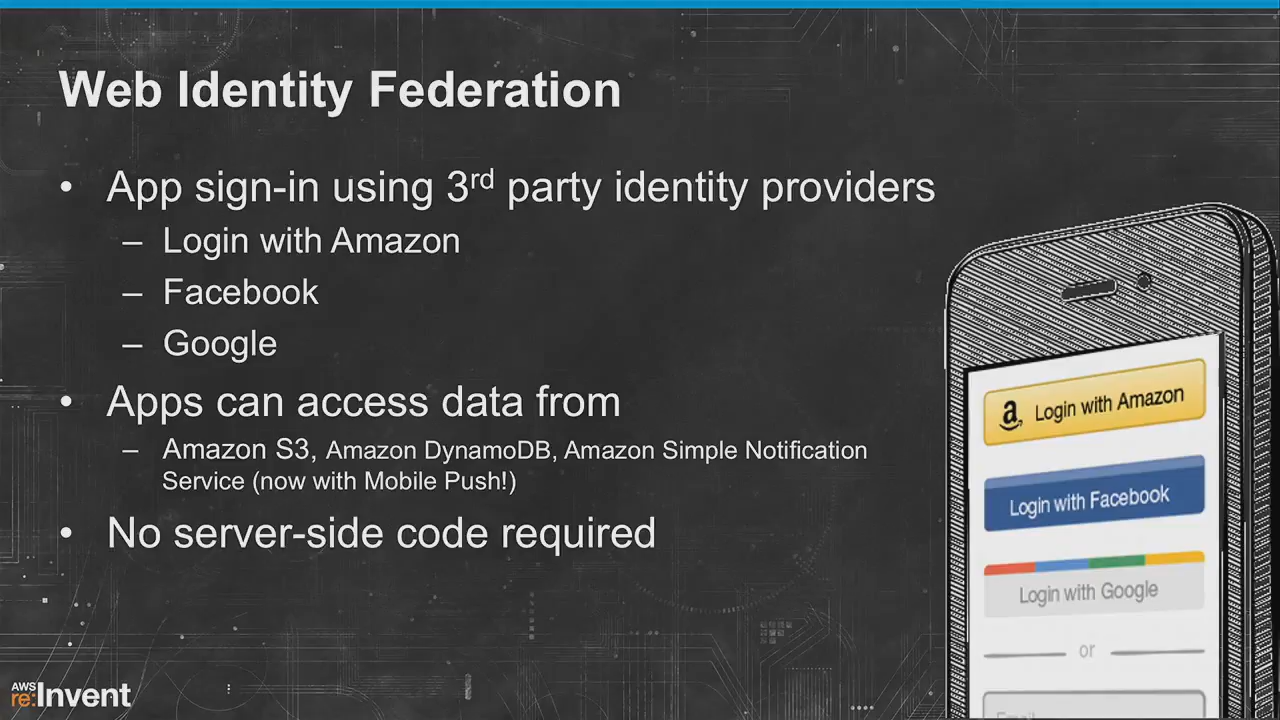 Web Identity Federation
• App sign-in using 3rd party identity providers
– Login with Amazon
– Facebook
– Google
• Apps can access data from
– Amazon S3, Amazon DynamoDB, Amazon Simple Notification
Service (now with Mobile Push!)
• No server-side code required
a Login with Amazon
Login with Facebook
Login with Google
or
Email
AWS
re:Invent